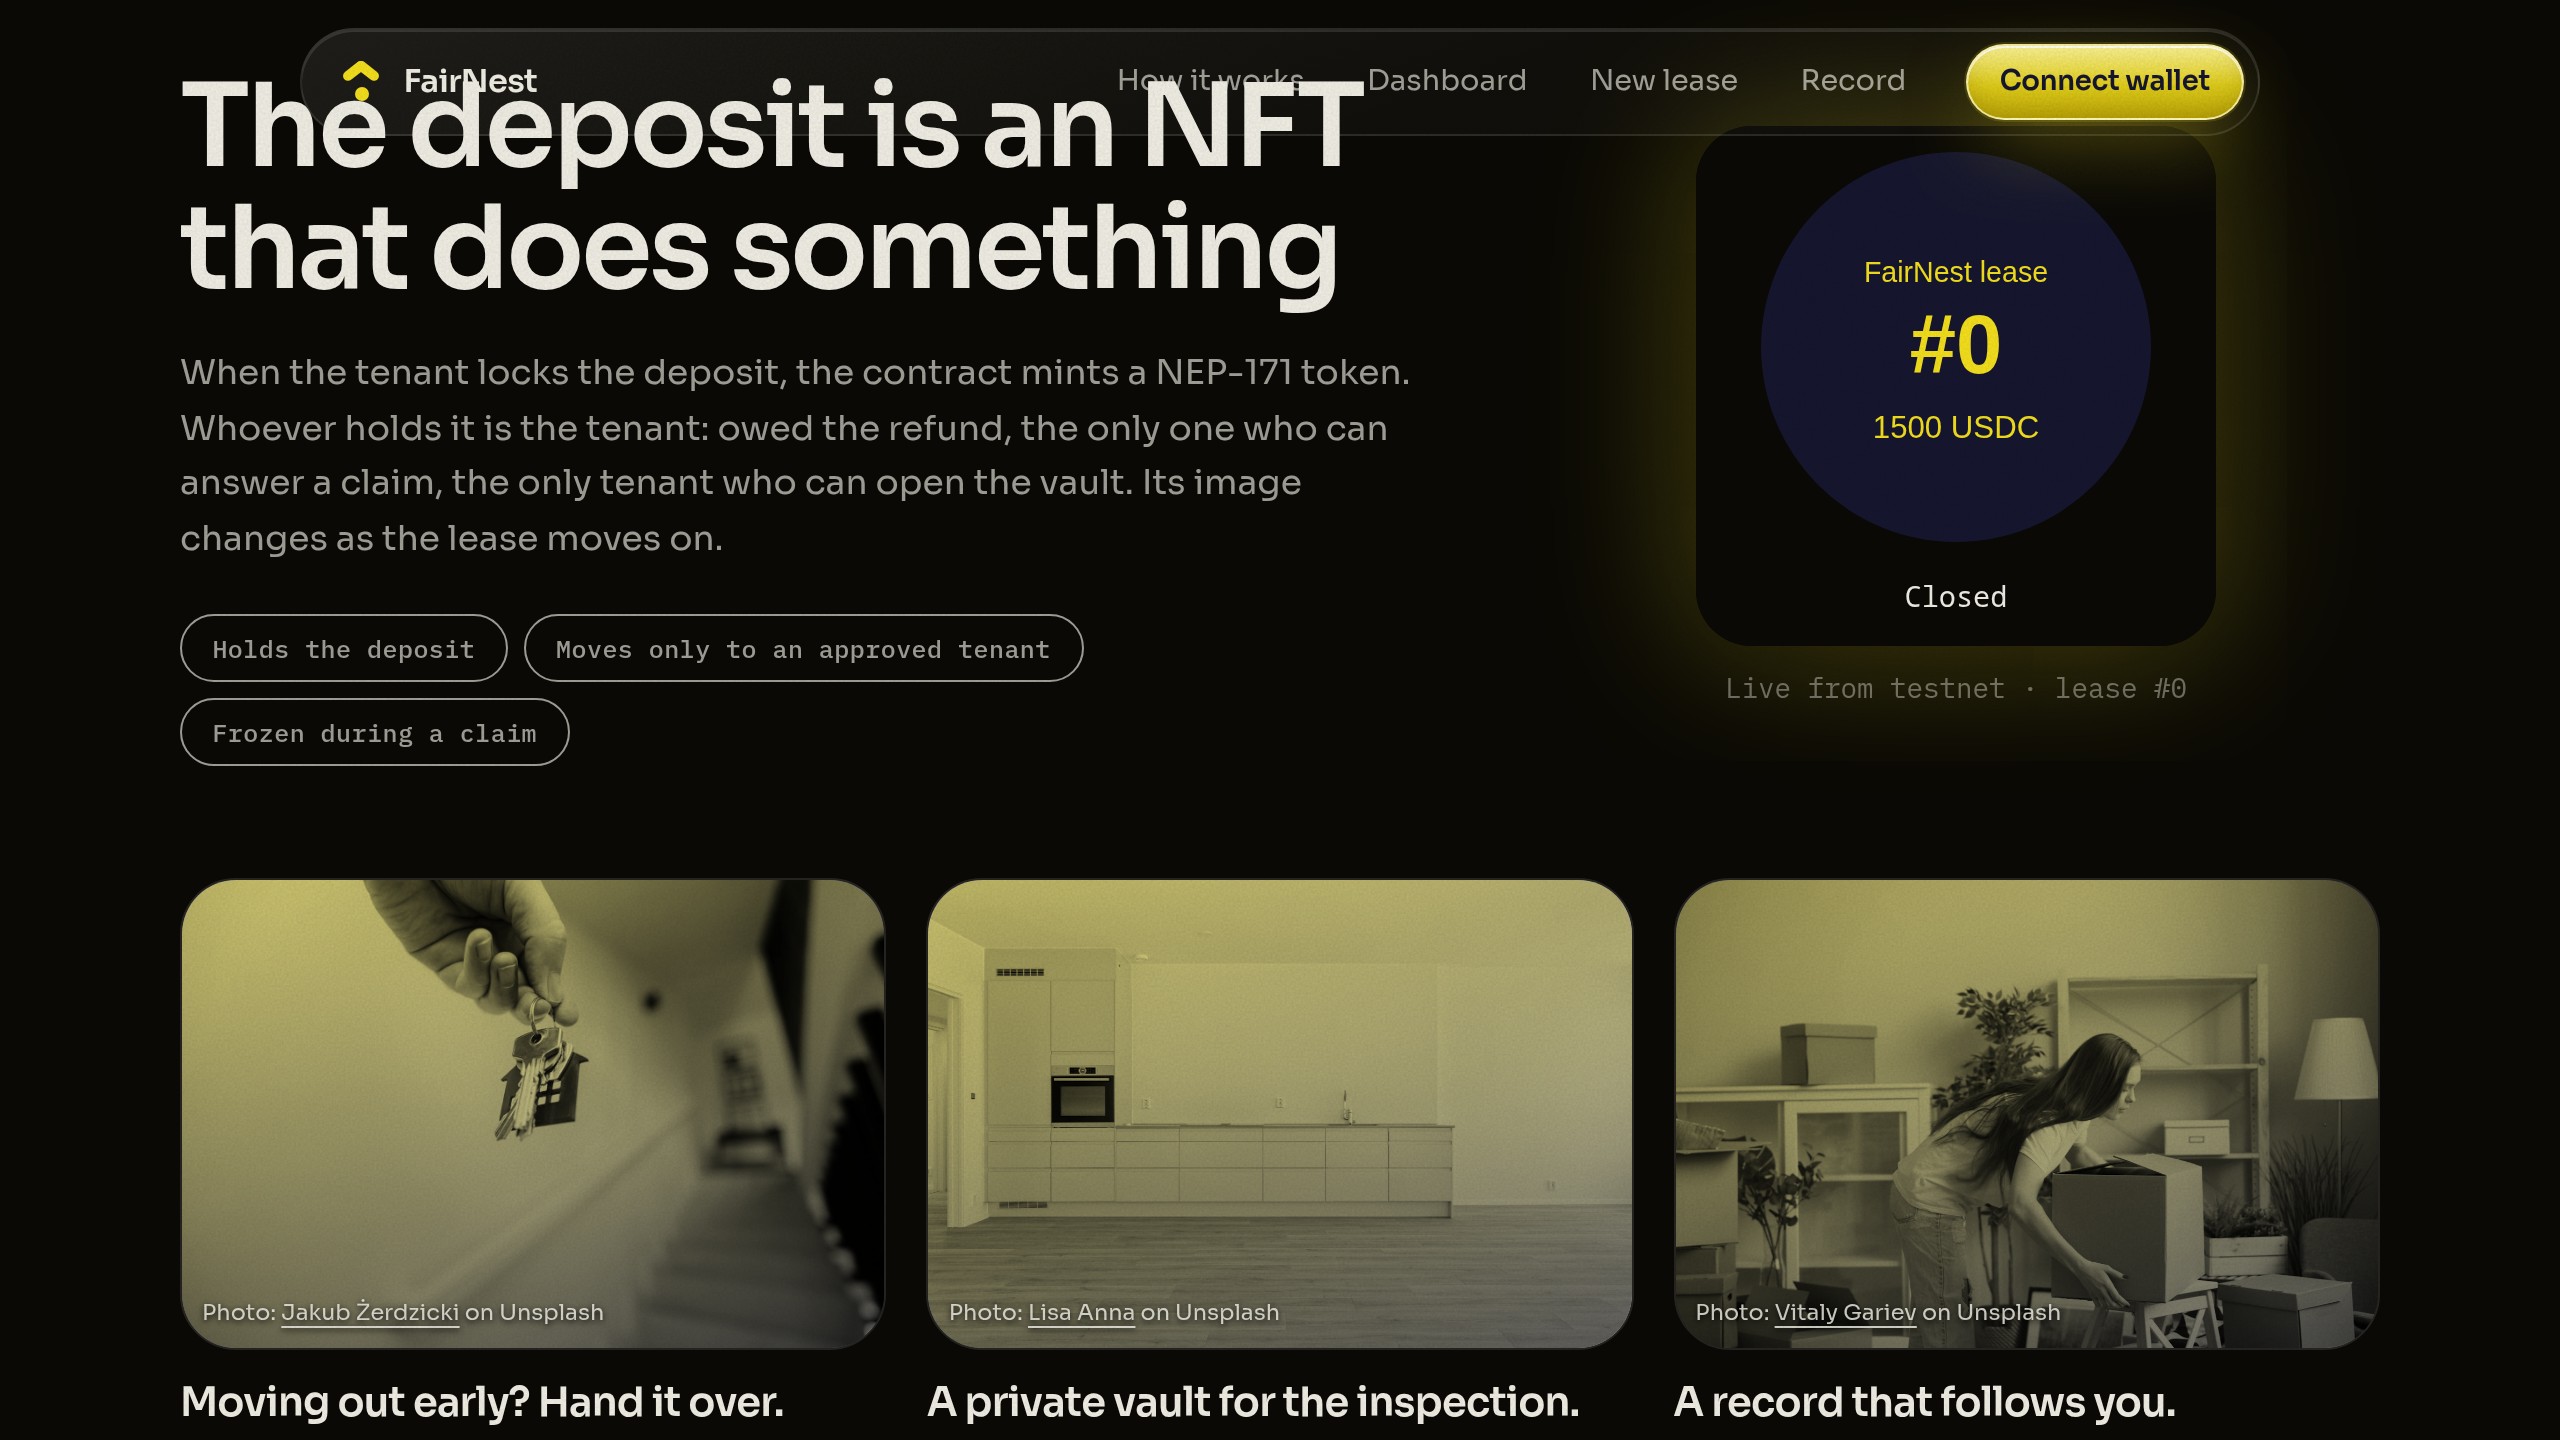 FairNest
How it works
Dashboard
New lease
Record
Connect wallet
The deposit is an NFT
that does something
When the tenant locks the deposit, the contract mints a NEP-171 token.
Whoever holds it is the tenant: owed the refund, the only one who can
answer a claim, the only tenant who can open the vault. Its image
changes as the lease moves on.
Holds the deposit
Moves only to an approved tenant
Frozen during a claim
FairNest lease
#0
1500 USDC
Closed
Live from testnet · lease #0
Photo: Jakub Żerdzicki on Unsplash
Photo: Lisa Anna on Unsplash
Photo: Vitaly Gariev on Unsplash
Moving out early? Hand it over.
A private vault for the inspection.
A record that follows you.